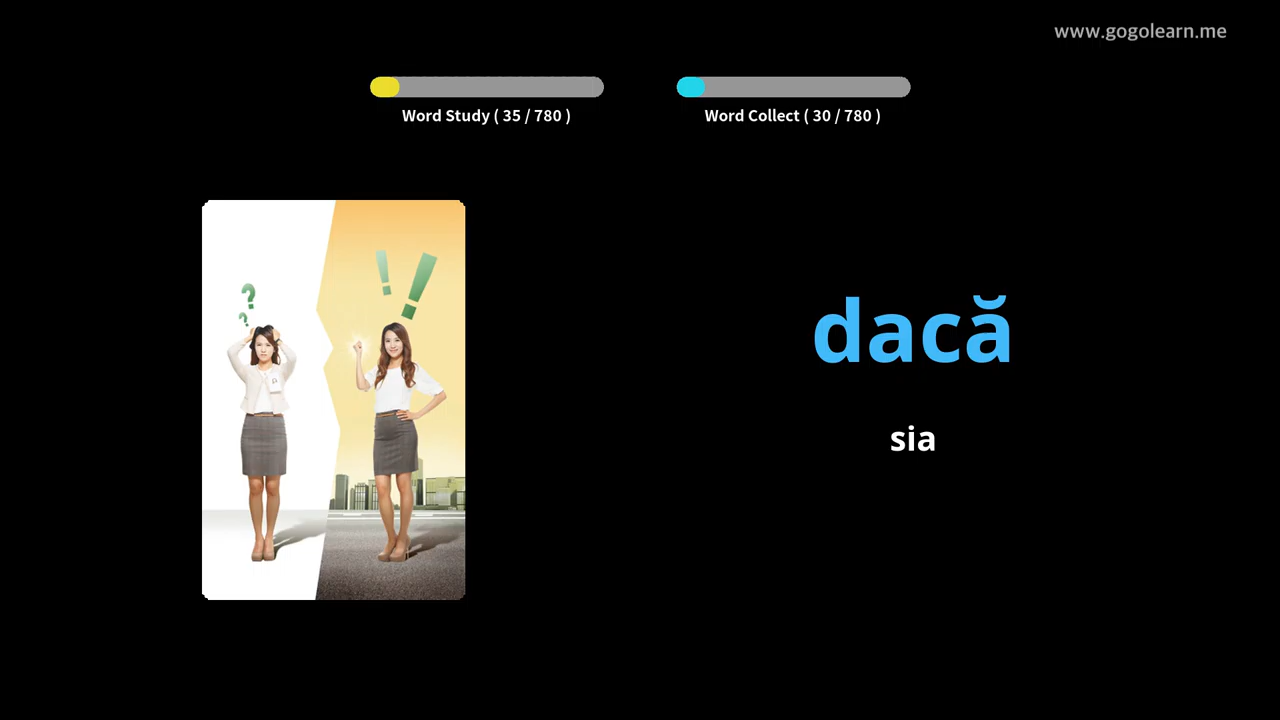 www.gogolearn.me
Word Study ( 35 / 780 )
Word Collect ( 30 / 780 )
? ?
! !
dacă
sia